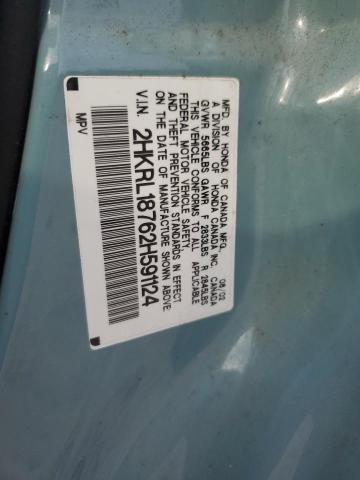 MFD. BY HONDA OF CANADA MFG. 08/02
A DIVISION OF HONDA CANADA INC. CANADA
GVWR 5665LBS GAWR F 2833LBS R 2845LBS
THIS VEHICLE CONFORMS TO ALL APPLICABLE
FEDERAL MOTOR VEHICLE SAFETY,
AND THEFT PREVENTION STANDARDS IN EFFECT
ON THE DATE OF MANUFACTURE SHOWN ABOVE.
V.I.N. 2HKRL18762H591124
MPV